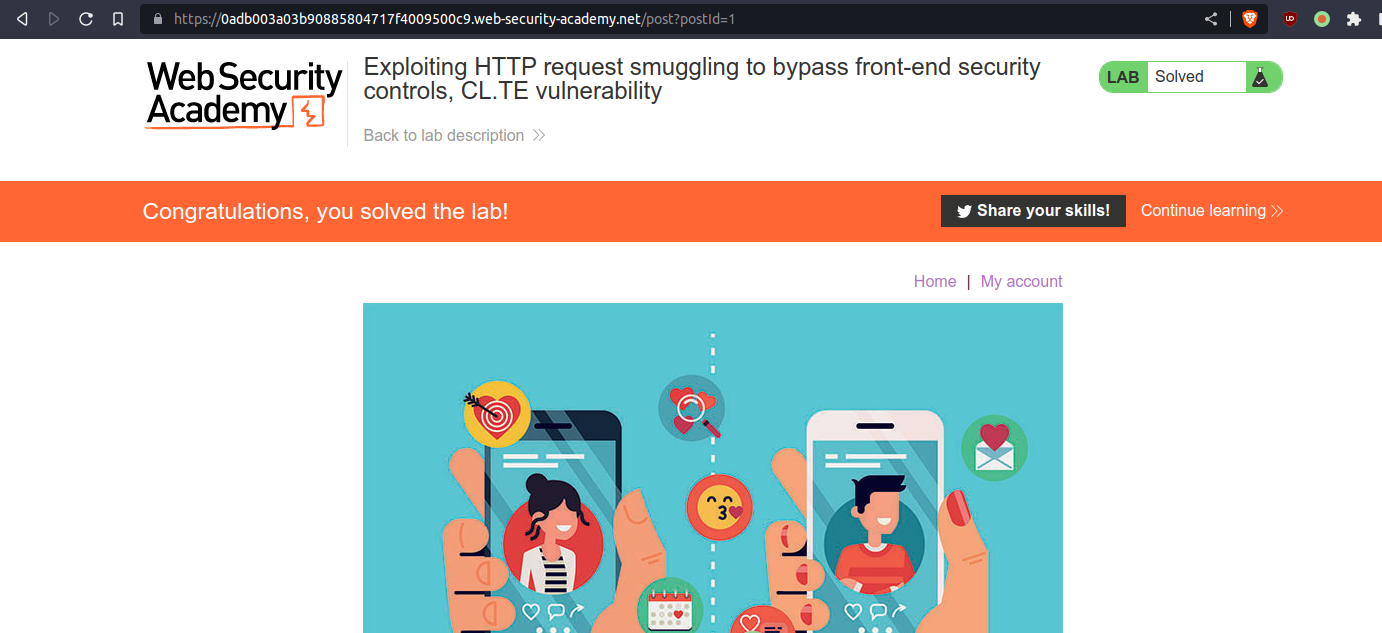 https://0adb003a03b90885804717f4009500c9.web-security-academy.net/post?postId=1
UD
Web Security
Academy
Exploiting HTTP request smuggling to bypass front-end security
controls, CL.TE vulnerability
Back to lab description
LAB Solved
Congratulations, you solved the lab!
Share your skills!
Continue learning
Home | My account